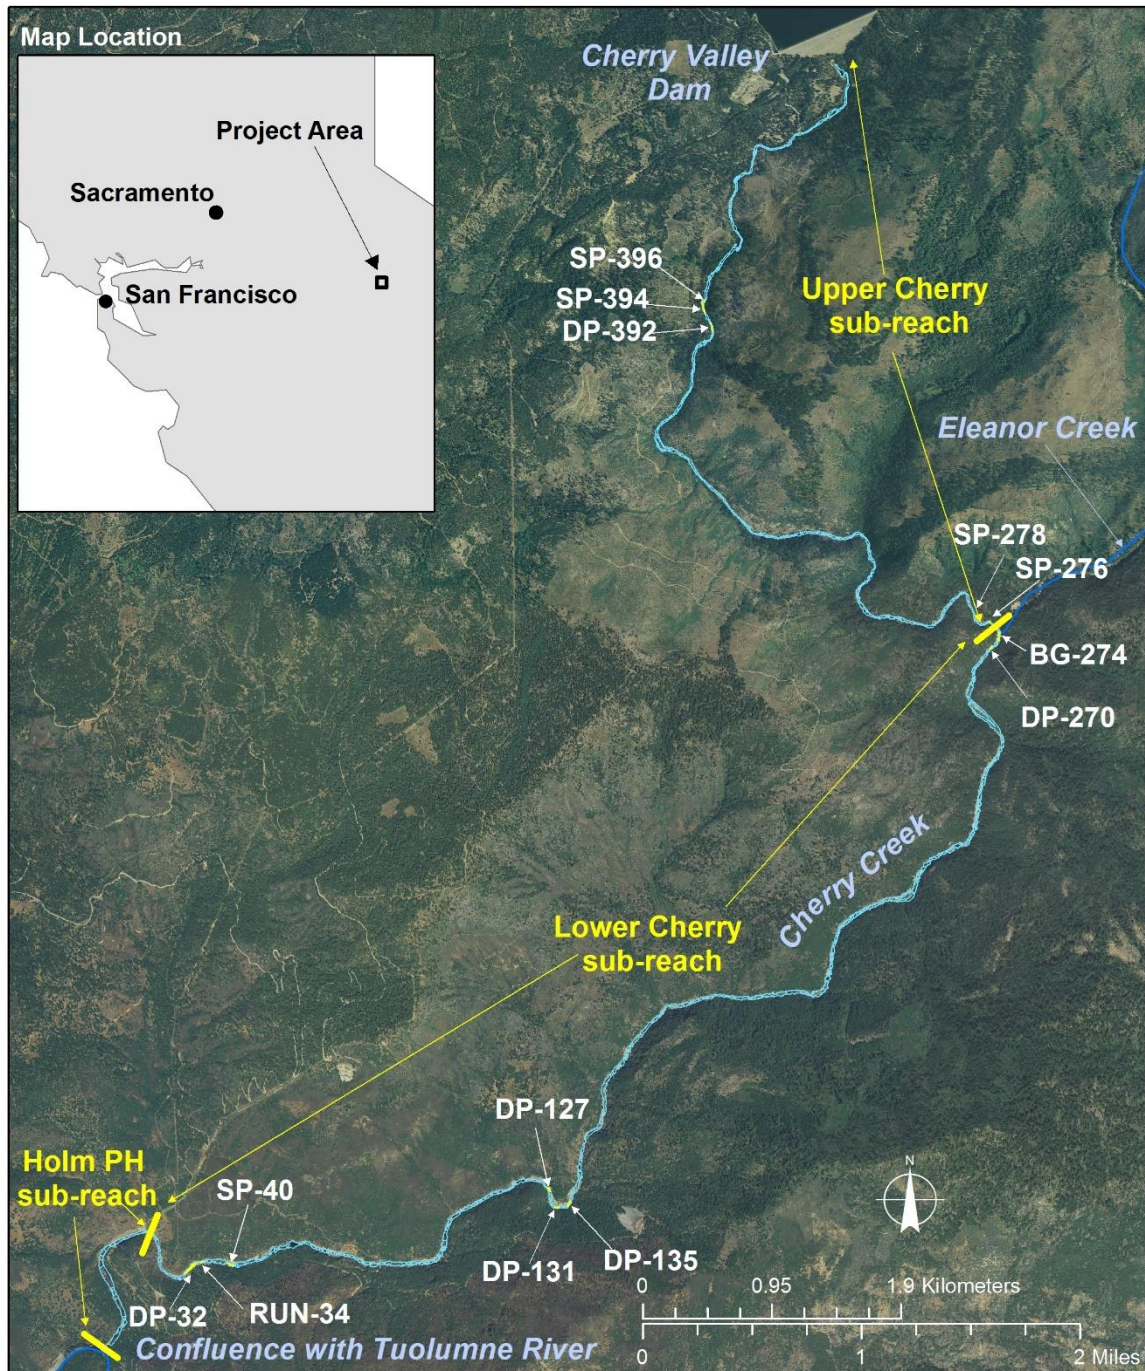 Map Location
Project Area
Sacramento
San Francisco
Cherry Valley
Dam
SP-396
SP-394
DP-392
Upper Cherry
sub-reach
Eleanor Creek
SP-278
SP-276
BG-274
DP-270
Cherry Creek
Lower Cherry
sub-reach
DP-127
DP-131
DP-135
Holm PH
sub-reach
SP-40
DP-32
RUN-34
Confluence with Tuolumne River
N
0 0.95 1.9 Kilometers
0 1 2 Miles